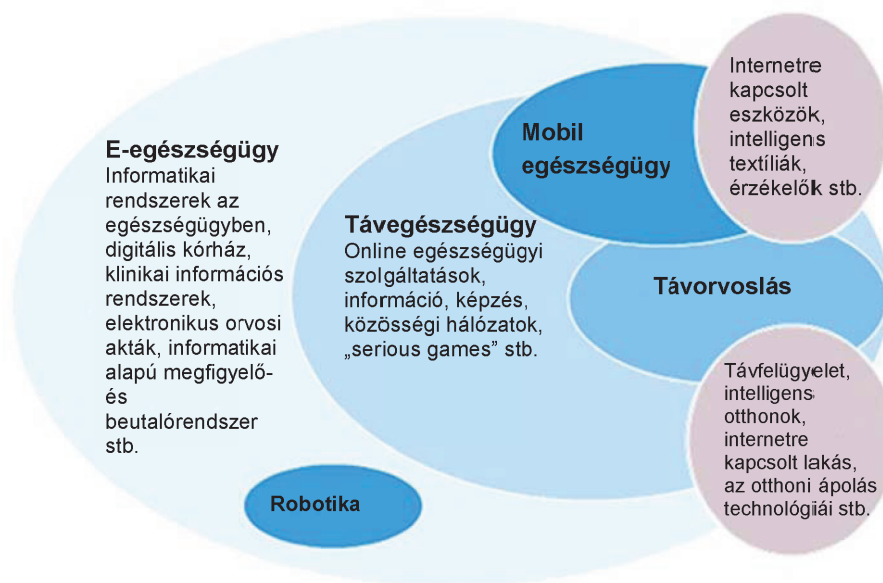 E-egészségügy
Informatikai
rendszerek az
egészségügyben,
digitális kórház,
klinikai információs
rendszerek,
elektronikus orvosi
akták, informatikai
alapú megfigyelő-
és
beutalórendszer
stb.
Távegészségügy
Online egészségügyi
szolgáltatások,
információ, képzés,
közösségi hálózatok,
„serious games” stb.
Mobil
egészségügy
Internetre
kapcsolt
eszközök,
intelligens
textíliák,
érzékelők stb.
Távorvoslás
Távfelügyelet,
intelligens
otthonok,
internetre
kapcsolt lakás,
az otthoni ápolás
technológiái stb.
Robotika